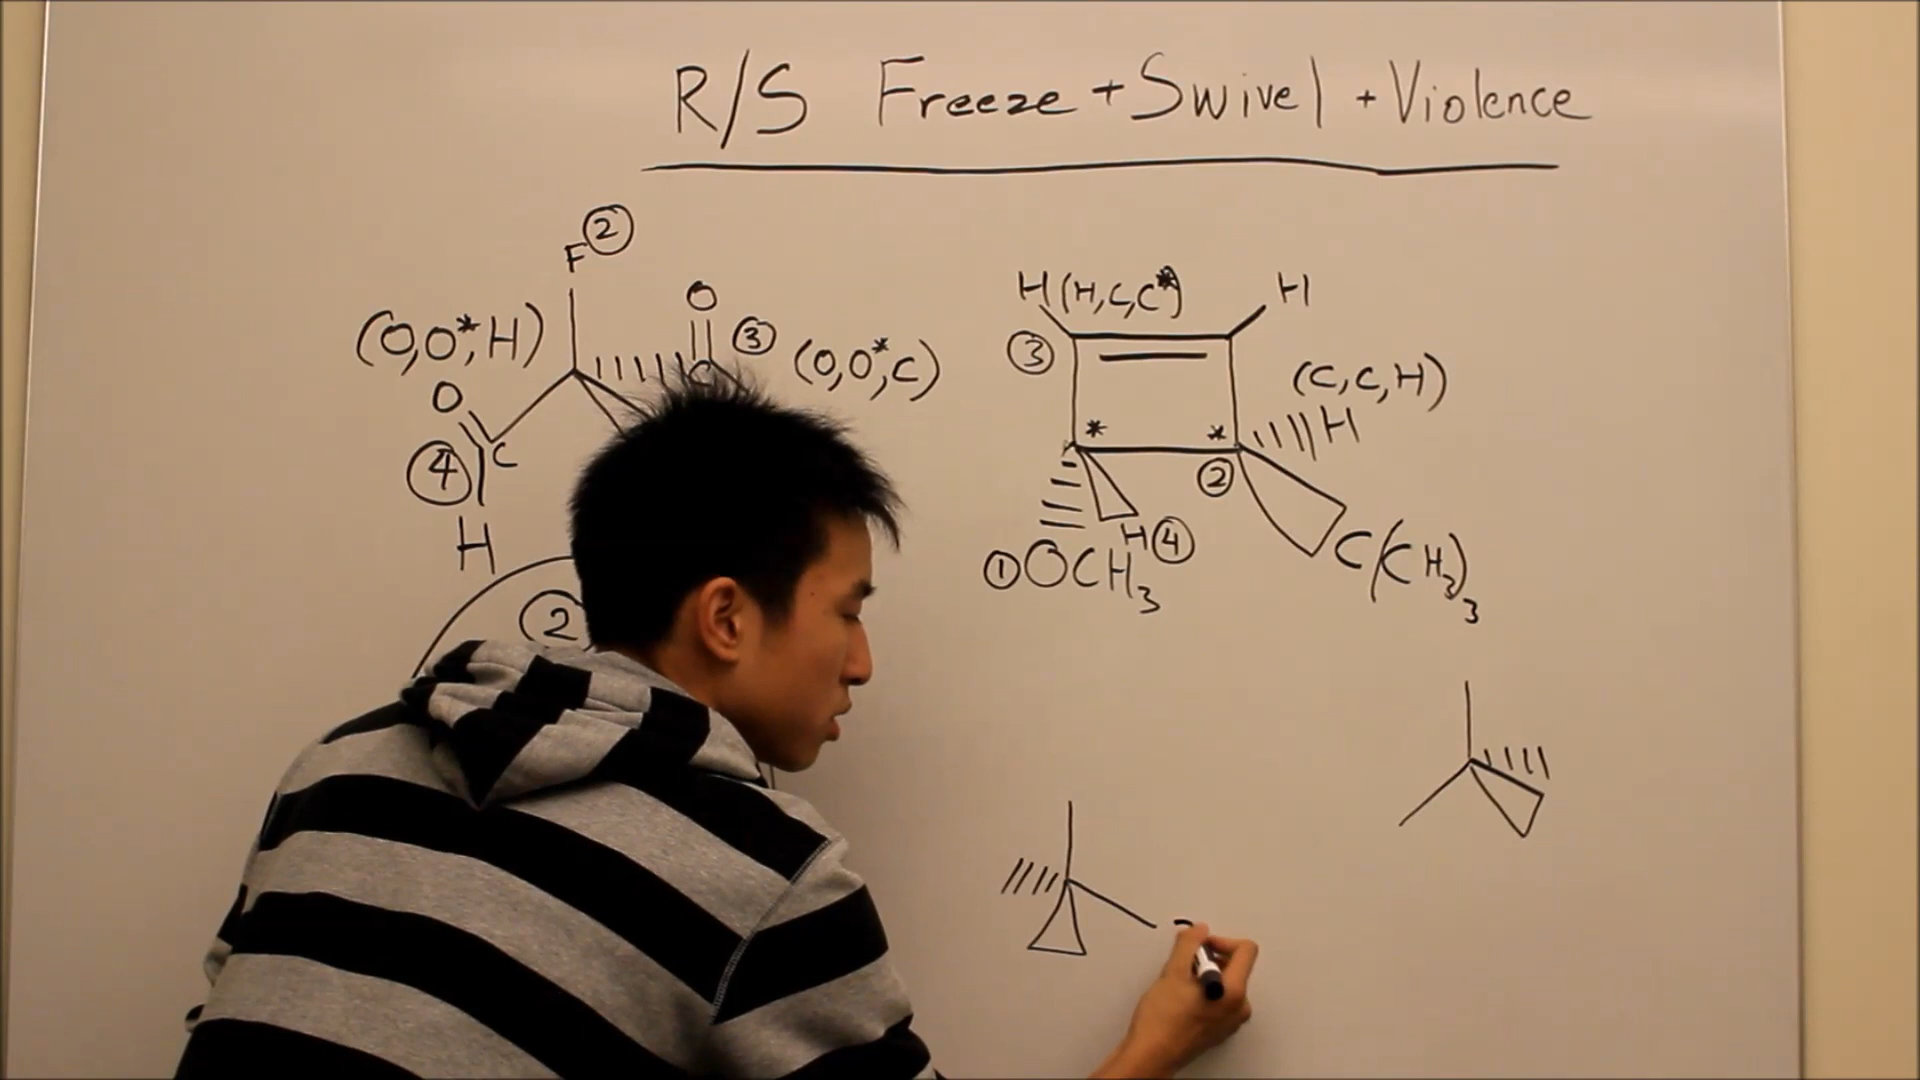 R/S Freeze + Swivel + Violence
F ②
(O,O*,H)
O
C
④
H
O
③
(O,O*,C)
C
②
H (H,C,C*)
H
③
(C,C,H)
*
*
H
②
H ④
① OCH₃
C(CH₃)₃